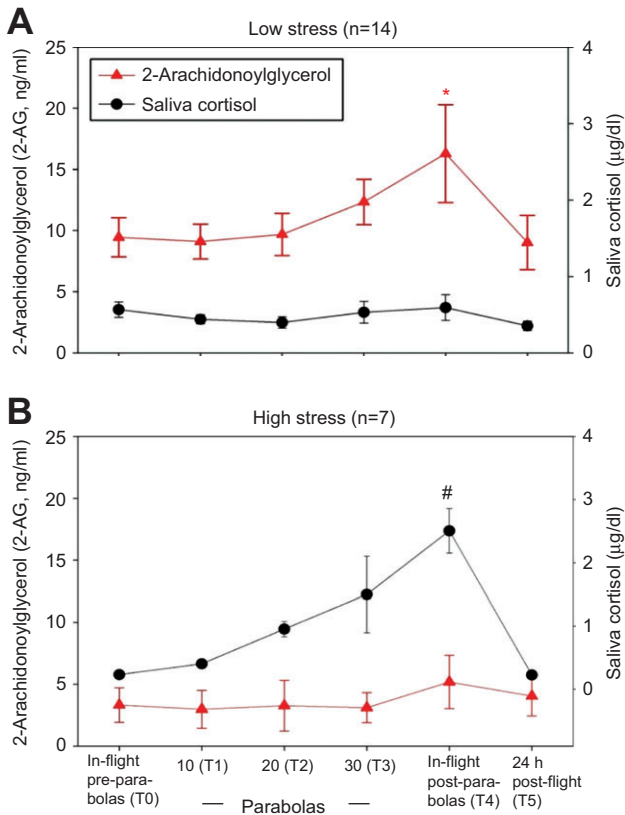 A
Low stress (n=14)
2-Arachidonoylglycerol (2-AG, ng/ml)
25
20
15
10
5
0
2-Arachidonoylglycerol
Saliva cortisol
*
4
3
2
1
0
Saliva cortisol (µg/dl)
B
High stress (n=7)
2-Arachidonoylglycerol (2-AG, ng/ml)
25
20
15
10
5
0
#
4
3
2
1
0
Saliva cortisol (µg/dl)
In-flight
pre-para-
bolas (T0)
10 (T1)
20 (T2)
30 (T3)
In-flight
post-para-
bolas (T4)
24 h
post-flight
(T5)
— Parabolas —